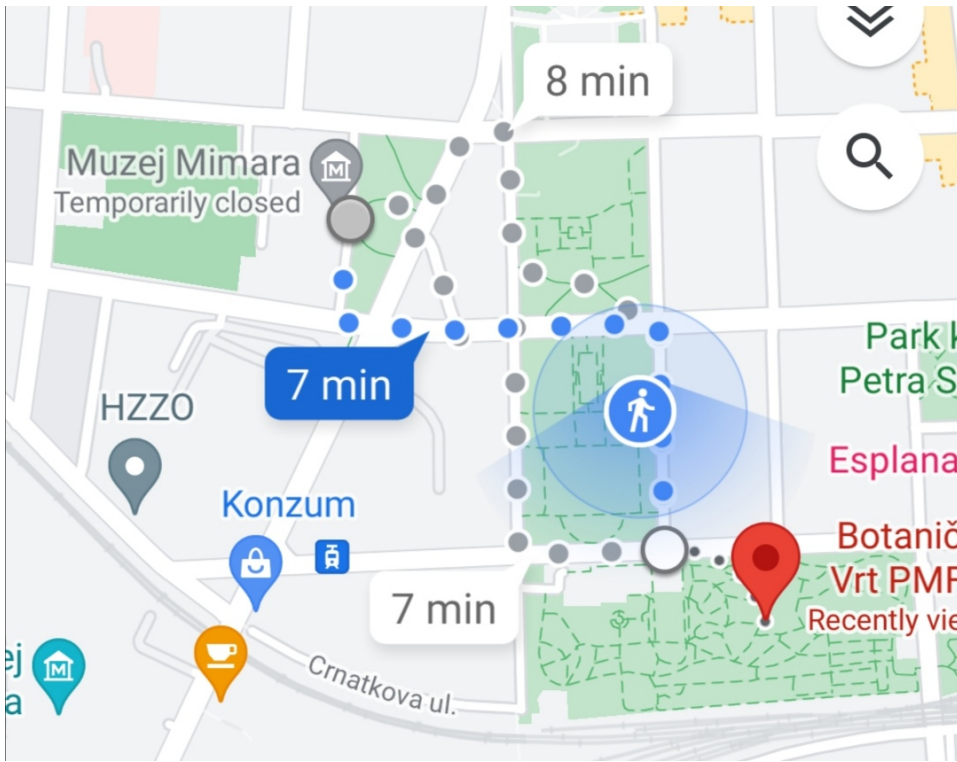 8 min
Muzej Mimara
Temporarily closed
M
Park k
Petra S
7 min
HZZO
Esplana
Konzum
Botanič
Vrt PMF
Recently vie
7 min
ej
a
M
Crnatkova ul.